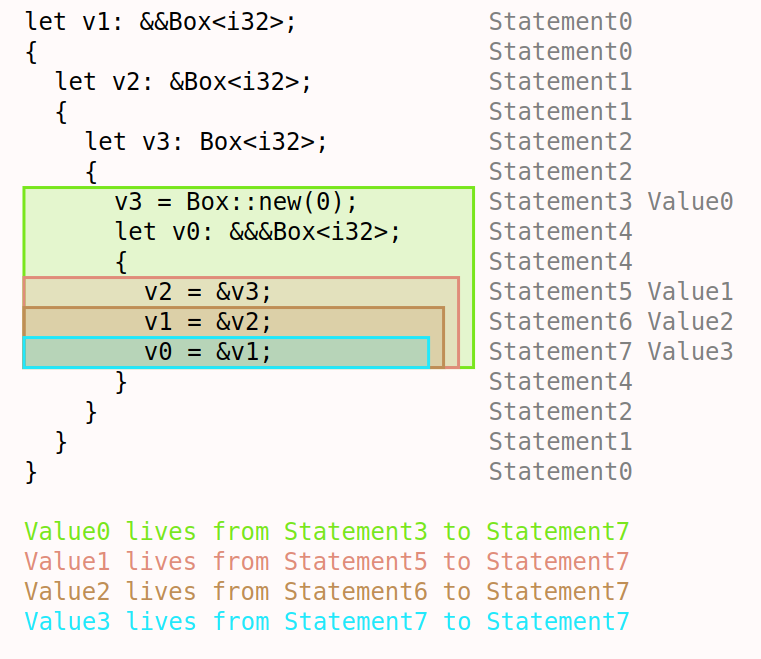 let v1: &&Box<i32>; Statement0
{ Statement0
let v2: &Box<i32>; Statement1
{ Statement1
let v3: Box<i32>; Statement2
{ Statement2
v3 = Box::new(0); Statement3 Value0
let v0: &&&Box<i32>; Statement4
{ Statement4
v2 = &v3; Statement5 Value1
v1 = &v2; Statement6 Value2
v0 = &v1; Statement7 Value3
} Statement4
} Statement2
} Statement1
} Statement0
Value0 lives from Statement3 to Statement7
Value1 lives from Statement5 to Statement7
Value2 lives from Statement6 to Statement7
Value3 lives from Statement7 to Statement7